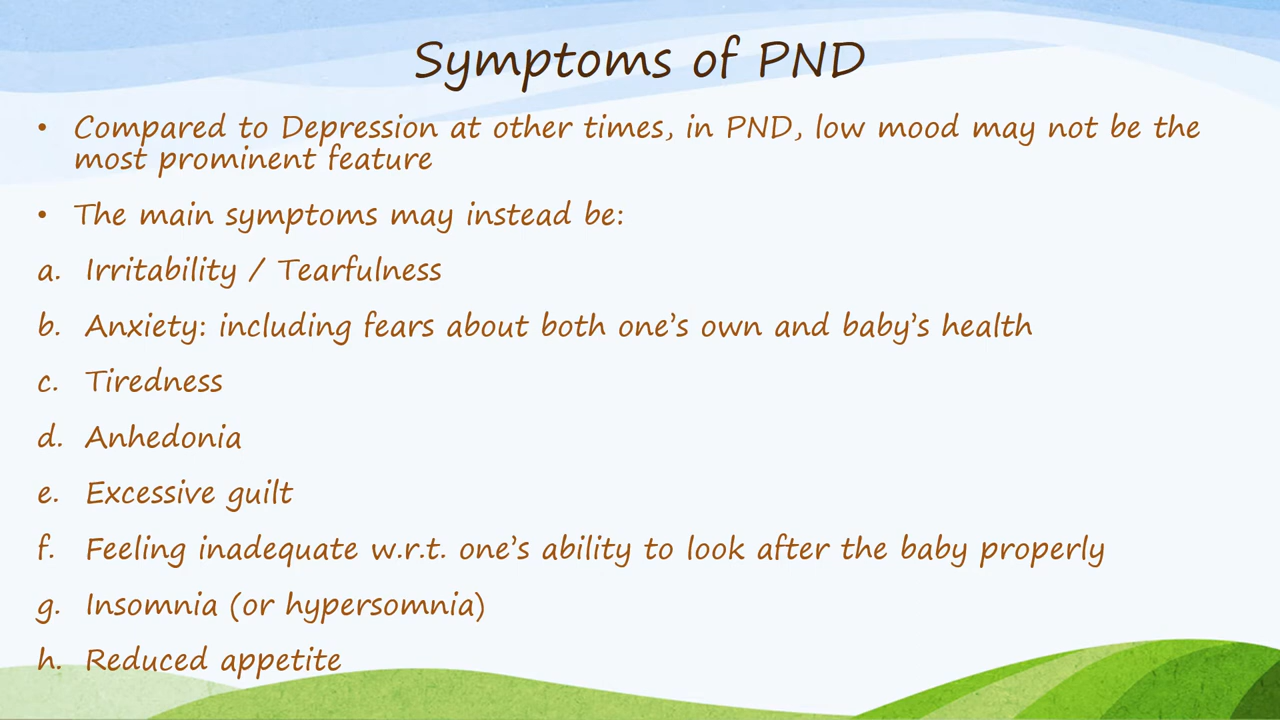 Symptoms of PND
• Compared to Depression at other times, in PND, low mood may not be the
most prominent feature
• The main symptoms may instead be:
a. Irritability / Tearfulness
b. Anxiety: including fears about both one’s own and baby’s health
c. Tiredness
d. Anhedonia
e. Excessive guilt
f. Feeling inadequate w.r.t. one’s ability to look after the baby properly
g. Insomnia (or hypersomnia)
h. Reduced appetite